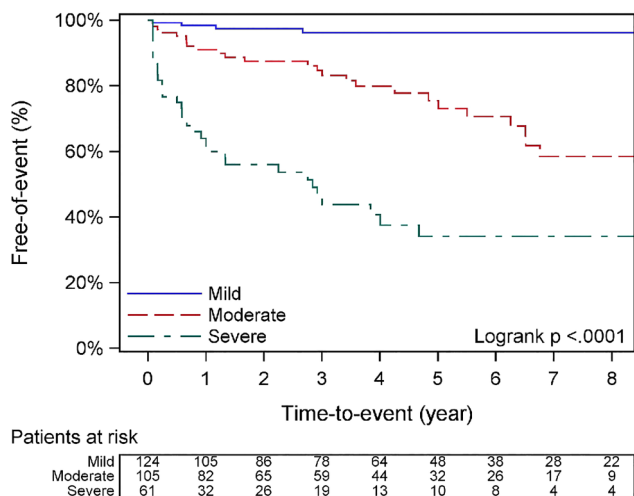 Free-of-event (%)
100%
80%
60%
40%
20%
0%
Mild
Moderate
Severe
Logrank p <.0001
0 1 2 3 4 5 6 7 8
Time-to-event (year)
Patients at risk
Mild 124 105 86 78 64 48 38 28 22
Moderate 105 82 65 59 44 32 26 17 9
Severe 61 32 26 19 13 10 8 4 4